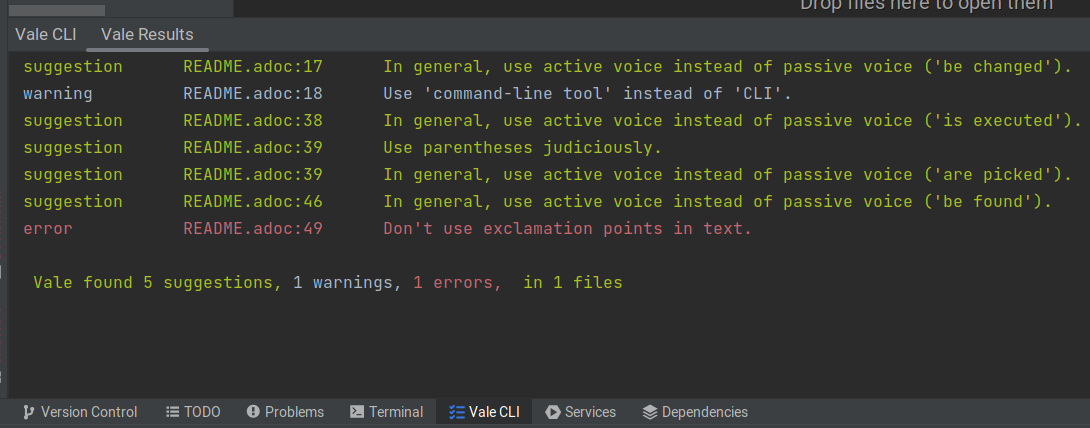 Drop files here to open them
Vale CLI Vale Results
suggestion README.adoc:17 In general, use active voice instead of passive voice ('be changed').
warning README.adoc:18 Use 'command-line tool' instead of 'CLI'.
suggestion README.adoc:38 In general, use active voice instead of passive voice ('is executed').
suggestion README.adoc:39 Use parentheses judiciously.
suggestion README.adoc:39 In general, use active voice instead of passive voice ('are picked').
suggestion README.adoc:46 In general, use active voice instead of passive voice ('be found').
error README.adoc:49 Don't use exclamation points in text.
Vale found 5 suggestions, 1 warnings, 1 errors, in 1 files
Version Control TODO Problems Terminal Vale CLI Services Dependencies